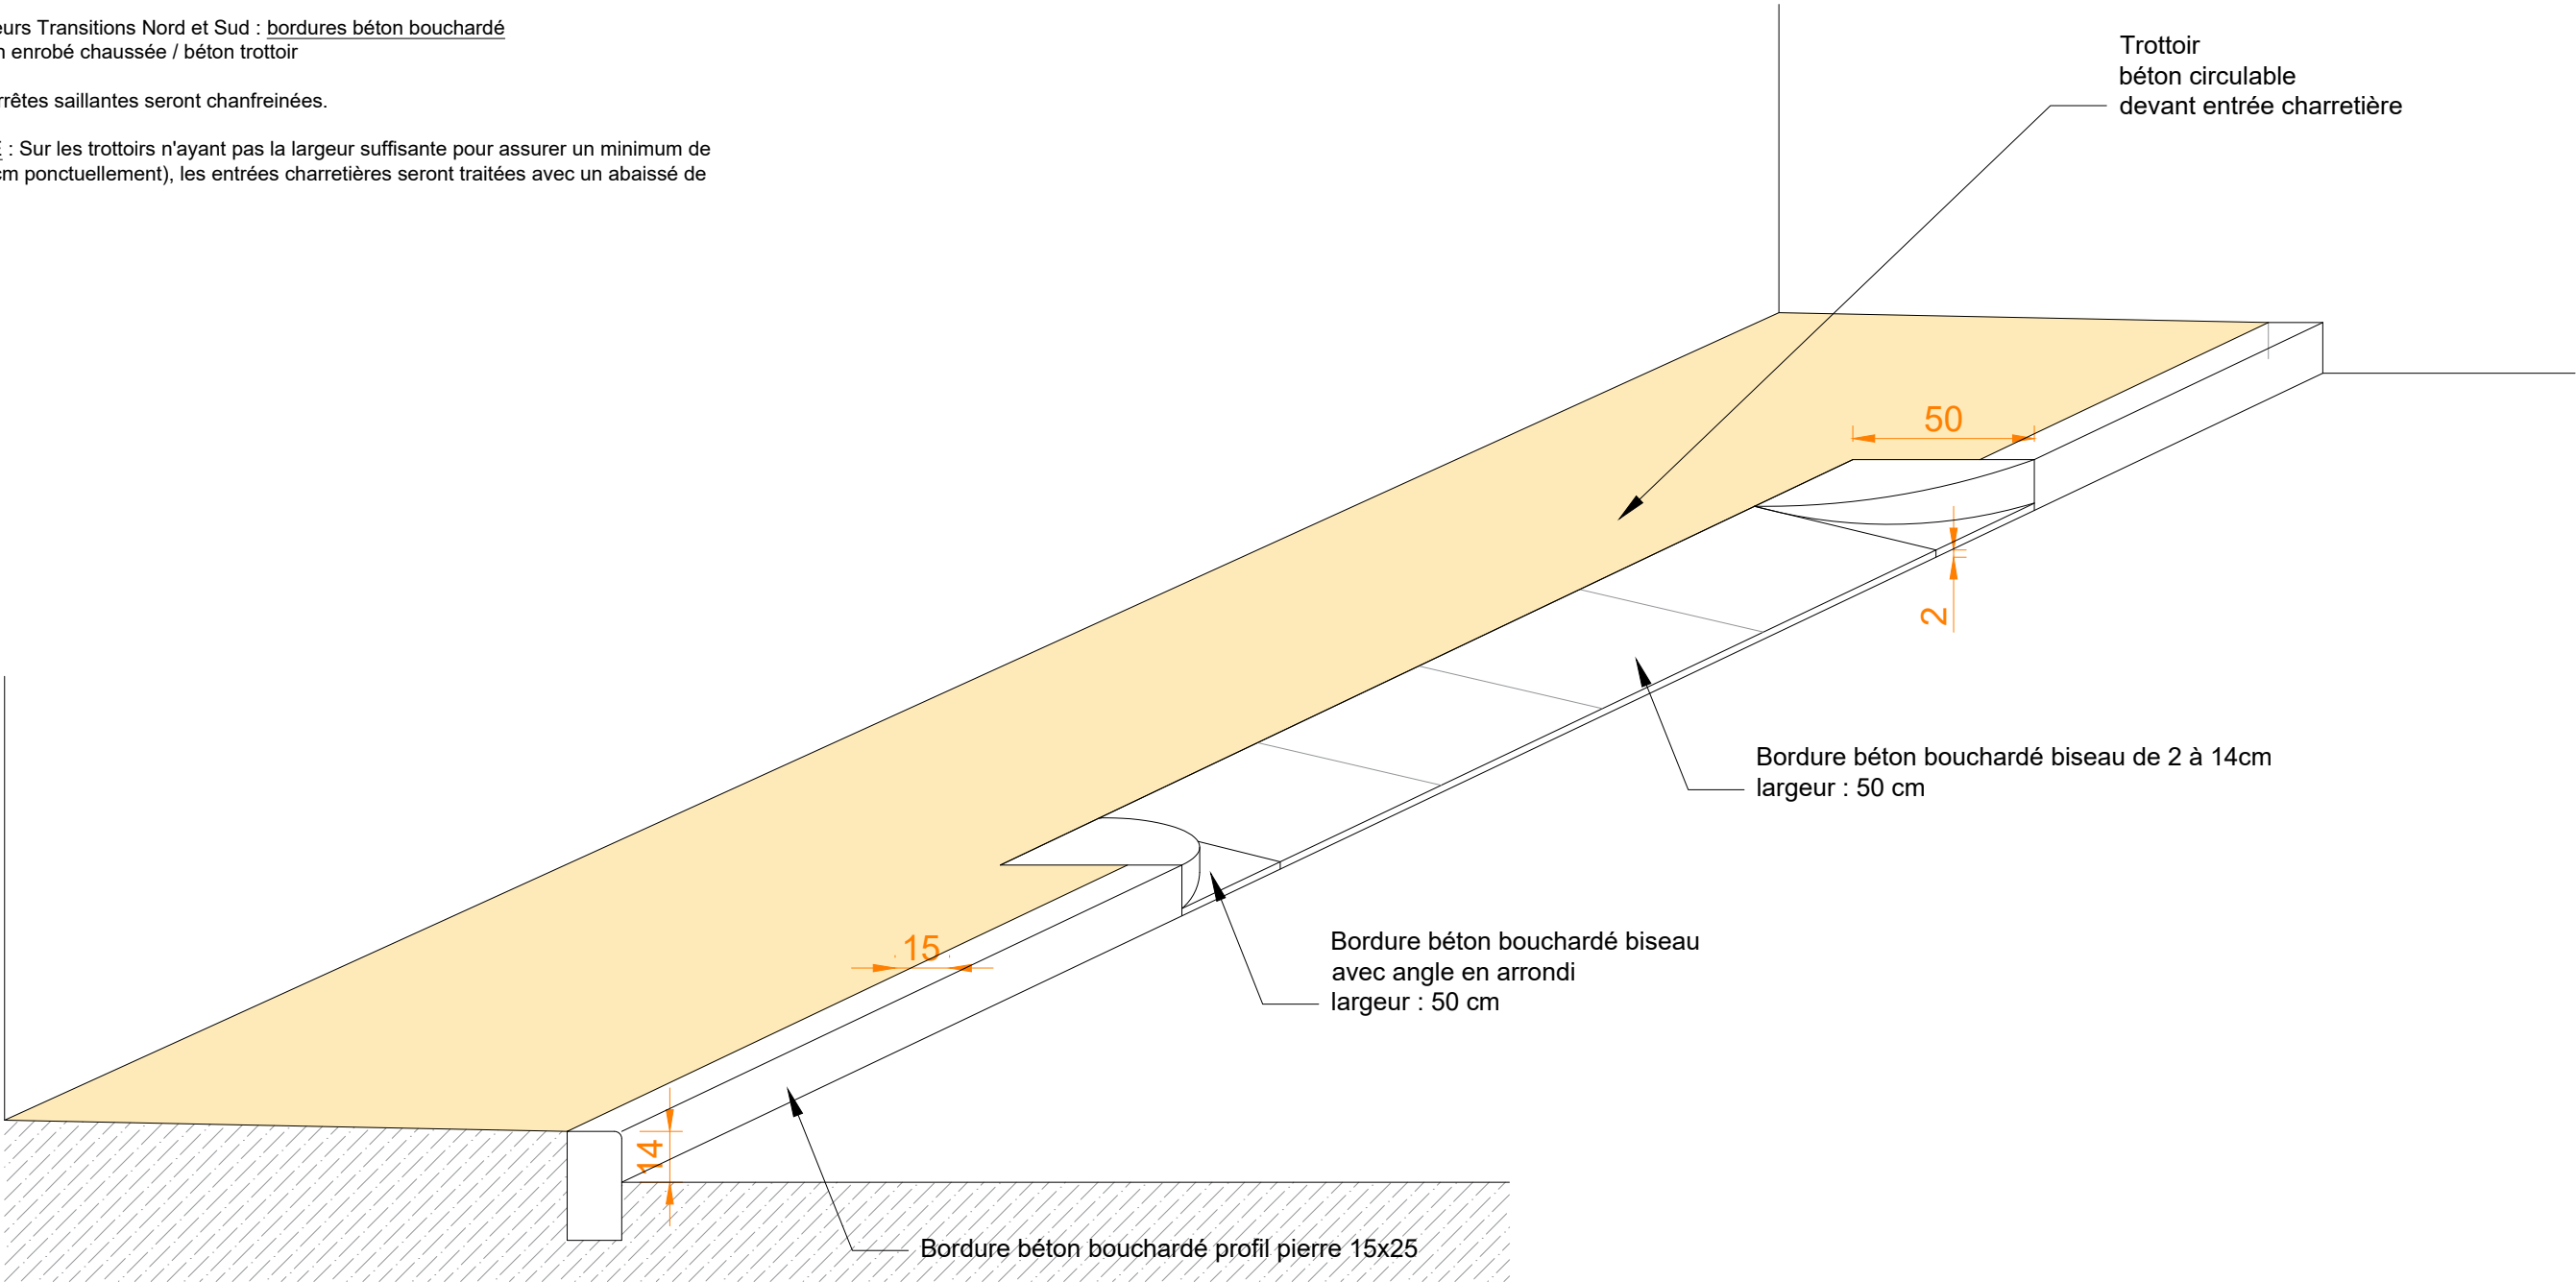 eurs Transitions Nord et Sud : bordures béton bouchardé
n enrobé chaussée / béton trottoir
rrêtes saillantes seront chanfreinées.
: Sur les trottoirs n'ayant pas la largeur suffisante pour assurer un minimum de
cm ponctuellement), les entrées charretières seront traitées avec un abaissé de
Trottoir
béton circulable
devant entrée charretière
50
2
Bordure béton bouchardé biseau de 2 à 14cm
largeur : 50 cm
15
Bordure béton bouchardé biseau
avec angle en arrondi
largeur : 50 cm
14
Bordure béton bouchardé profil pierre 15x25